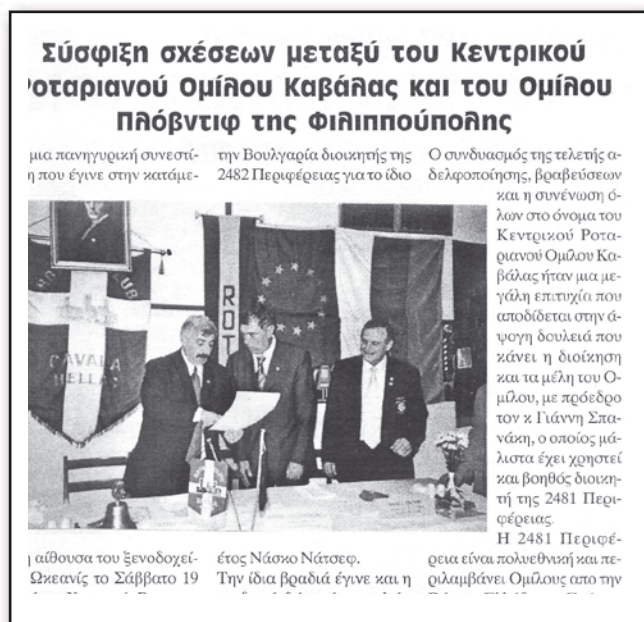 Σύσφιξη σχέσεων μεταξύ του Κεντρικού
Ροταριανού Ομίλου Καβάλας και του Ομίλου
Πλόβντιφ της Φιλιππούπολης
μια πανηγυρική συνεστί-
η που έγινε στην κατάμε-
η αίθουσα του ξενοδοχεί-
Ωκεανίς το Σάββατο 19
την Βουλγαρία διοικητής της
2482 Περιφέρειας για το ίδιο
έτος Νάσκο Νάτσεφ.
Την ίδια βραδιά έγινε και η
Ο συνδυασμός της τελετής α-
δελφοποίησης, βραβεύσεων
και η συνένωση ό-
λων στο όνομα του
Κεντρικού Ροτα-
ριανού Ομίλου Κα-
βάλας ήταν μια με-
γάλη επιτυχία που
αποδίδεται στην ά-
ψογη δουλειά που
κάνει η διοίκηση
και τα μέλη του Ο-
μίλου, με πρόεδρο
τον κ Γιάννη Σπα-
νάκη, ο οποίος μά-
λιστα έχει χρηστεί
και βοηθός διοικη-
τή της 2481 Περι-
φέρειας.
Η 2481 Περιφέ-
ρεια είναι πολυεθνική και πε-
ριλαμβάνει Ομίλους απο την
CAVALA
HELLAS
ROT